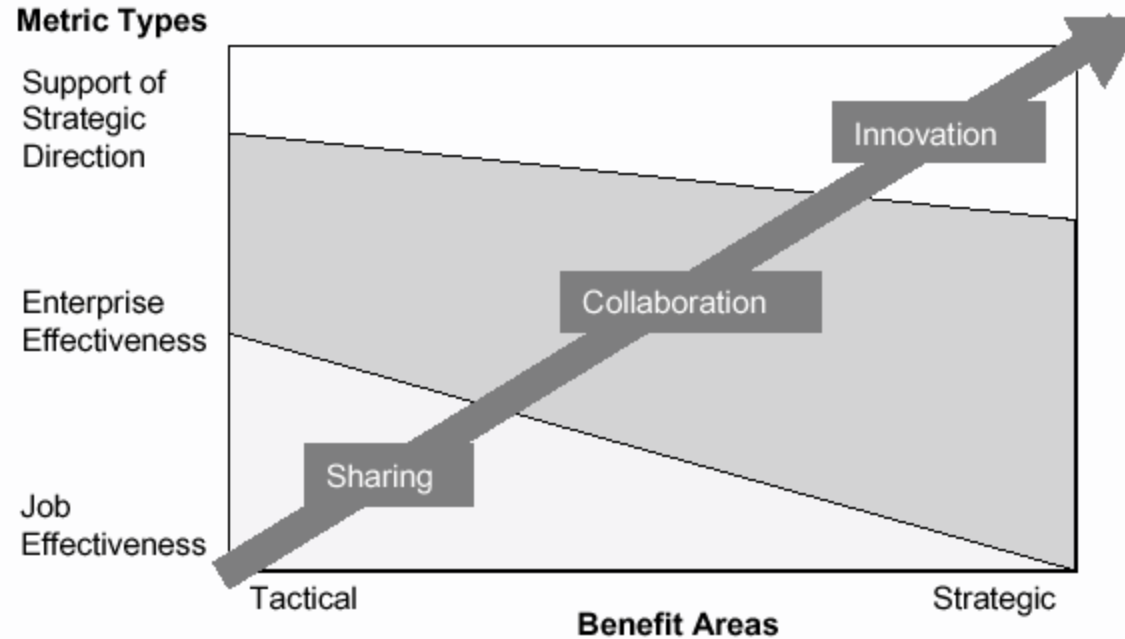 Metric Types
Support of
Strategic
Direction
Innovation
Enterprise
Effectiveness
Collaboration
Sharing
Job
Effectiveness
Tactical
Strategic
Benefit Areas